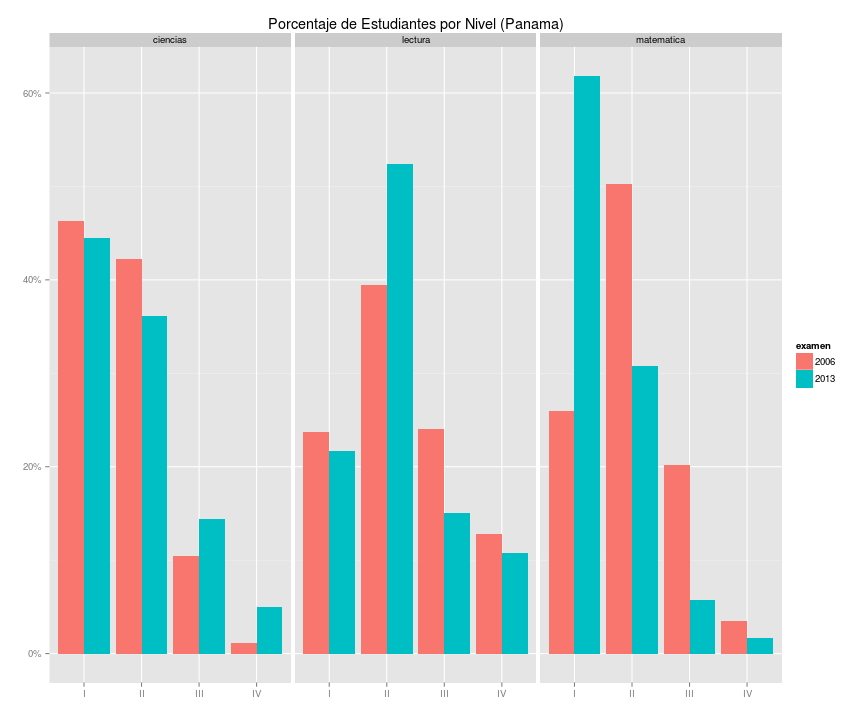 Porcentaje de Estudiantes por Nivel (Panama)
ciencias lectura matematica
60%
40%
20%
0%
I II III IV I II III IV I II III IV
examen
2006
2013